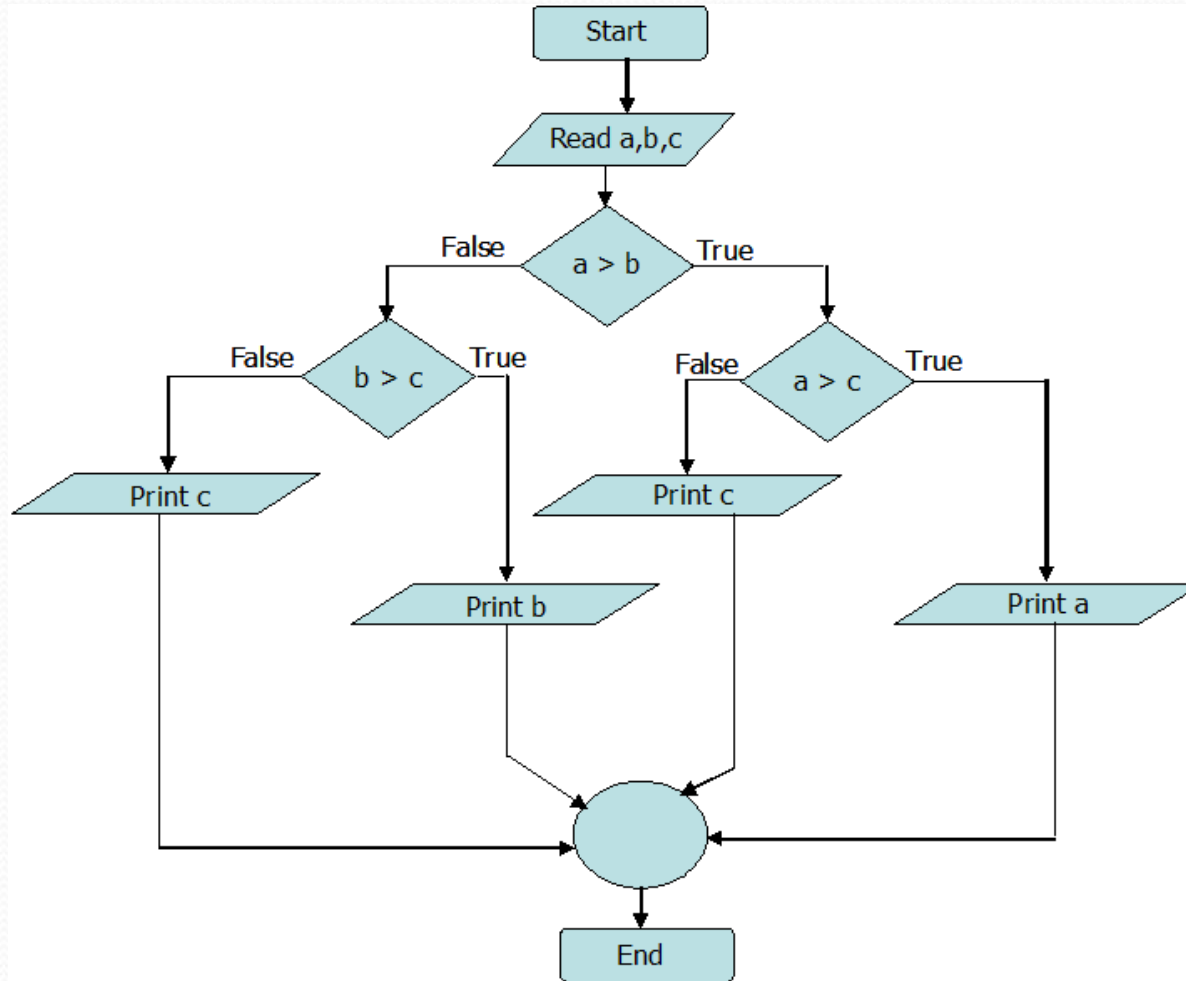 Start
Read a,b,c
False
a > b
True
False
b > c
True
False
a > c
True
Print c
Print c
Print b
Print a
End